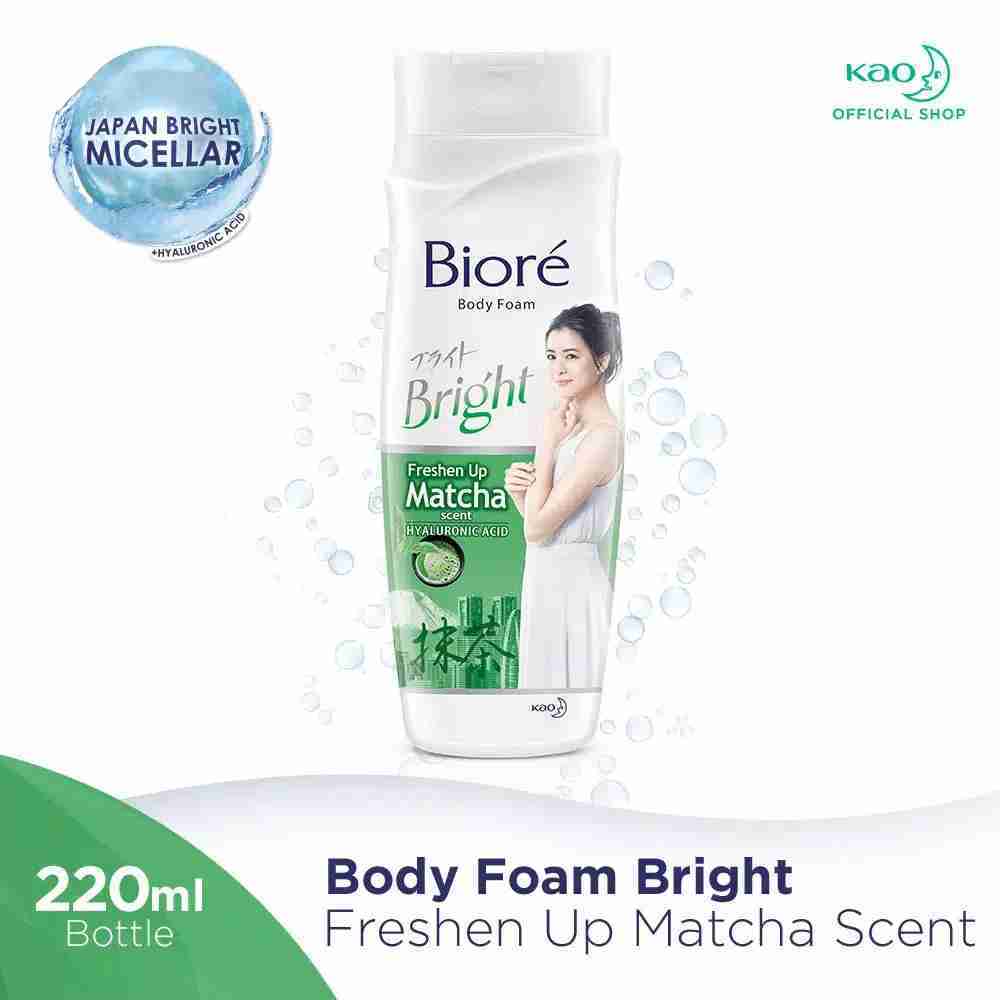 JAPAN BRIGHT
MICELLAR
+HYALURONIC ACID
Kao
OFFICIAL SHOP
Bioré
Body Foam
ブライト
Bright
Freshen Up
Matcha
scent
HYALURONIC ACID
抹茶
Kao
220ml
Bottle
Body Foam Bright
Freshen Up Matcha Scent